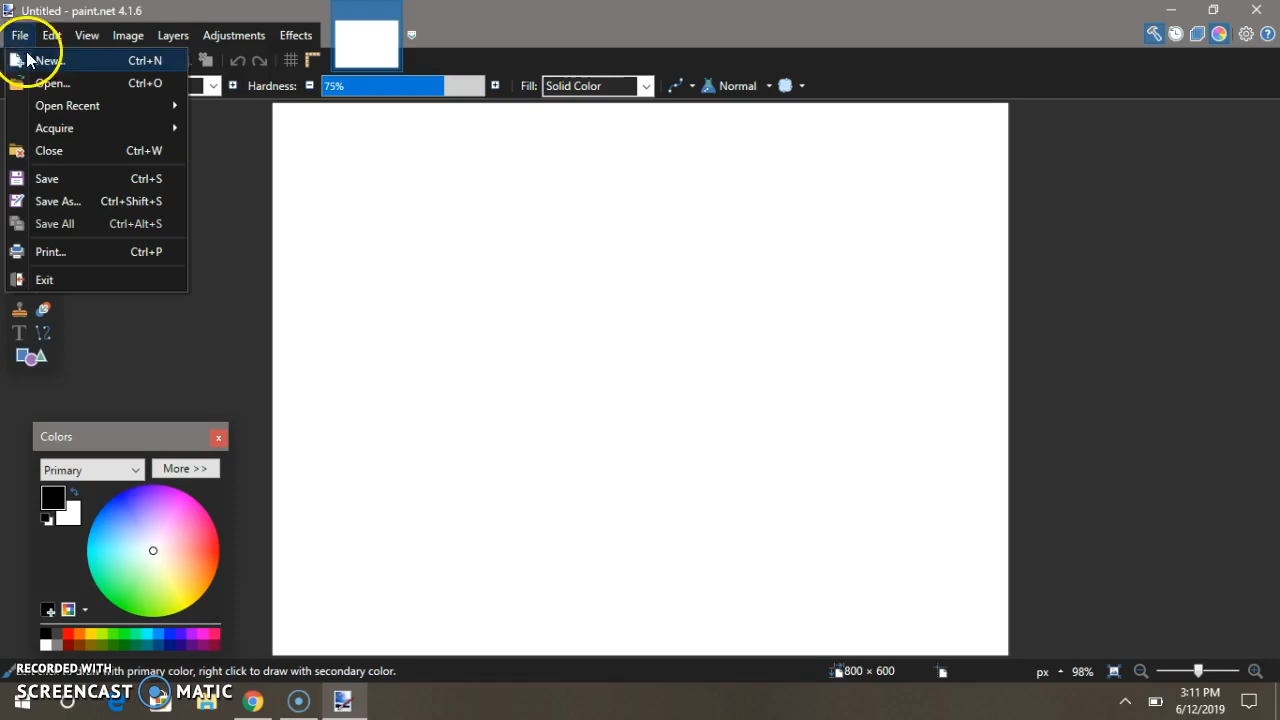 Untitled - paint.net 4.1.6
File Edit View Image Layers Adjustments Effects
New... Ctrl+N
Open... Ctrl+O
Hardness: 75% Fill: Solid Color Normal
Open Recent
Acquire
Close Ctrl+W
Save Ctrl+S
Save As... Ctrl+Shift+S
Save All Ctrl+Alt+S
Print... Ctrl+P
Exit
Colors
Primary More >>
click to draw with primary color, right click to draw with secondary color.
800 × 600
px 98%
RECORDED WITH
SCREENCAST MATIC
3:11 PM
6/12/2019